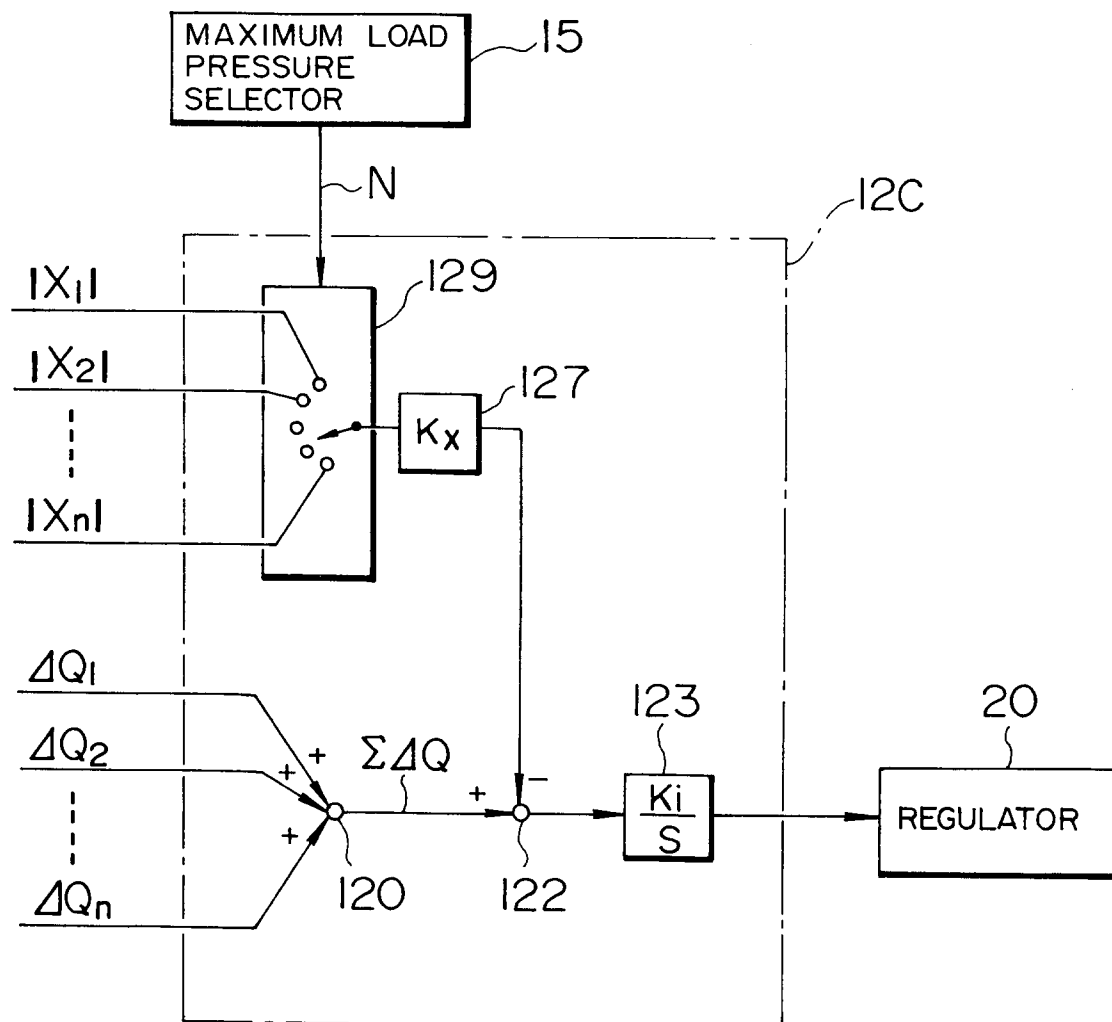 MAXIMUM LOAD
PRESSURE
SELECTOR
15
N
12C
|X1|
129
|X2|
127
Kx
|Xn|
ΔQ1
123
20
ΔQ2
ΣΔQ
+
+
+
+
−
Ki
S
REGULATOR
120
122
ΔQn